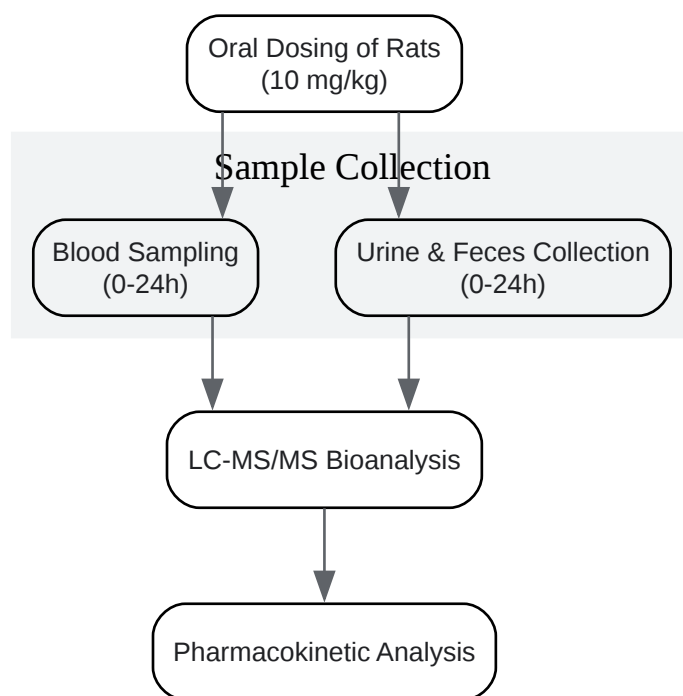 Oral Dosing of Rats
(10 mg/kg)
Sample Collection
Blood Sampling
(0-24h)
Urine & Feces Collection
(0-24h)
LC-MS/MS Bioanalysis
Pharmacokinetic Analysis